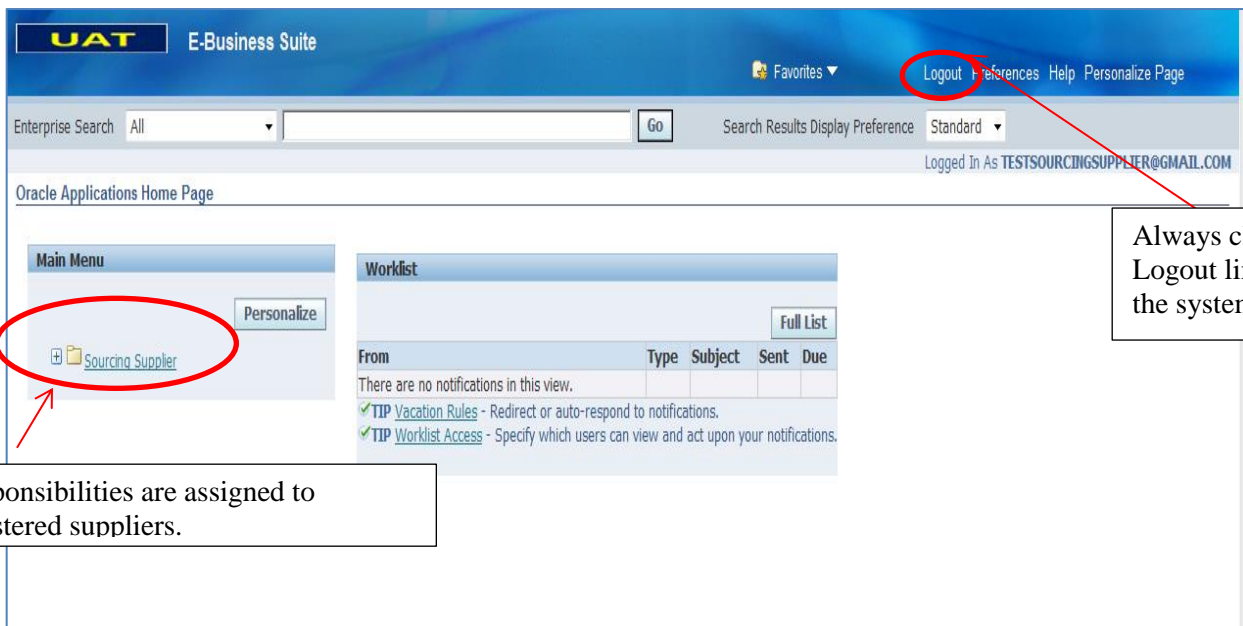 UAT E-Business Suite
Favorites Logout Preferences Help Personalize Page
Enterprise Search All Go Search Results Display Preference Standard
Logged In As TESTSOURCINGSUPPLIER@GMAIL.COM
Oracle Applications Home Page
Main Menu
Personalize
Sourcing Supplier
Worklist
Full List
From Type Subject Sent Due
There are no notifications in this view.
TIP Vacation Rules - Redirect or auto-respond to notifications.
TIP Worklist Access - Specify which users can view and act upon your notifications.
Always
Logout
the
are assigned to
suppliers.